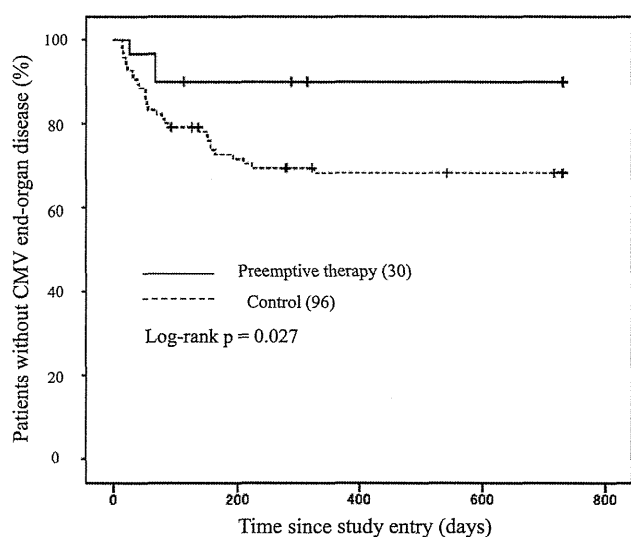 Patients without CMV end-organ disease (%)
100
80
60
40
20
0
Preemptive therapy (30)
Control (96)
Log-rank p = 0.027
0
200
400
600
800
Time since study entry (days)